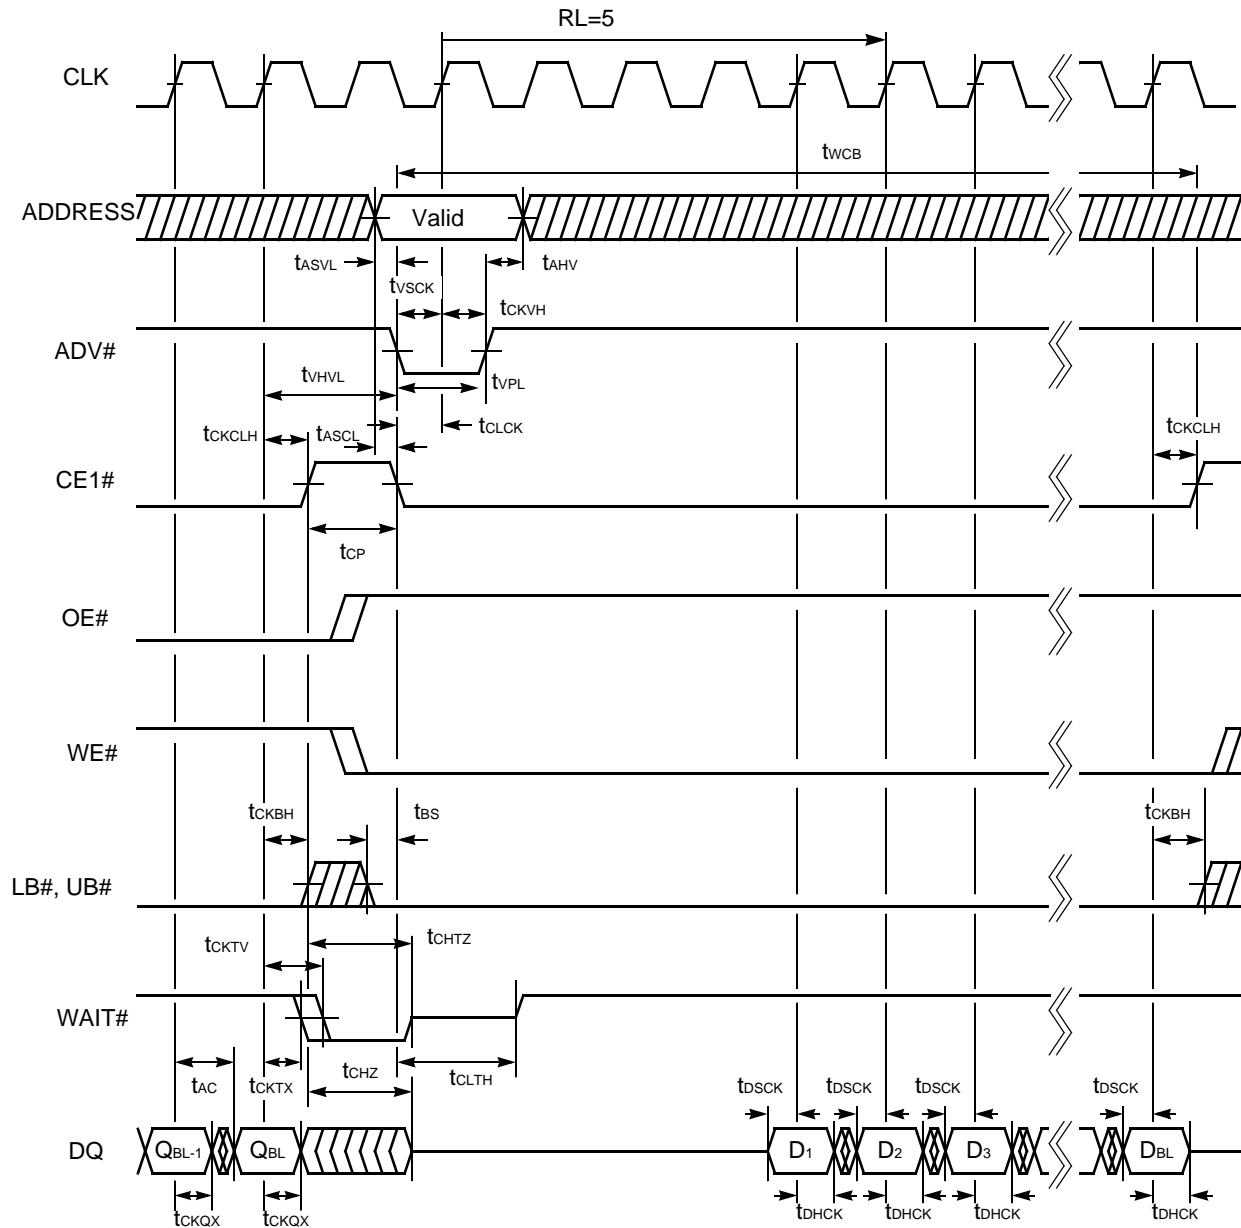 RL=5
CLK
tWCB
ADDRESS
Valid
tASVL
tAHV
tVSCK
tCKVH
ADV#
tVHVL
tVPL
tCKCLH
tASCL
tCLCK
tCKCLH
CE1#
tCP
OE#
WE#
tCKBH
tBS
tCKBH
LB#, UB#
tCKTV
tCHTZ
WAIT#
tAC
tCKTX
tCHZ
tCLTH
tDSCK
tDSCK
tDSCK
tDSCK
DQ
QBL-1
QBL
D1
D2
D3
DBL
tCKQX
tCKQX
tDHCK
tDHCK
tDHCK
tDHCK